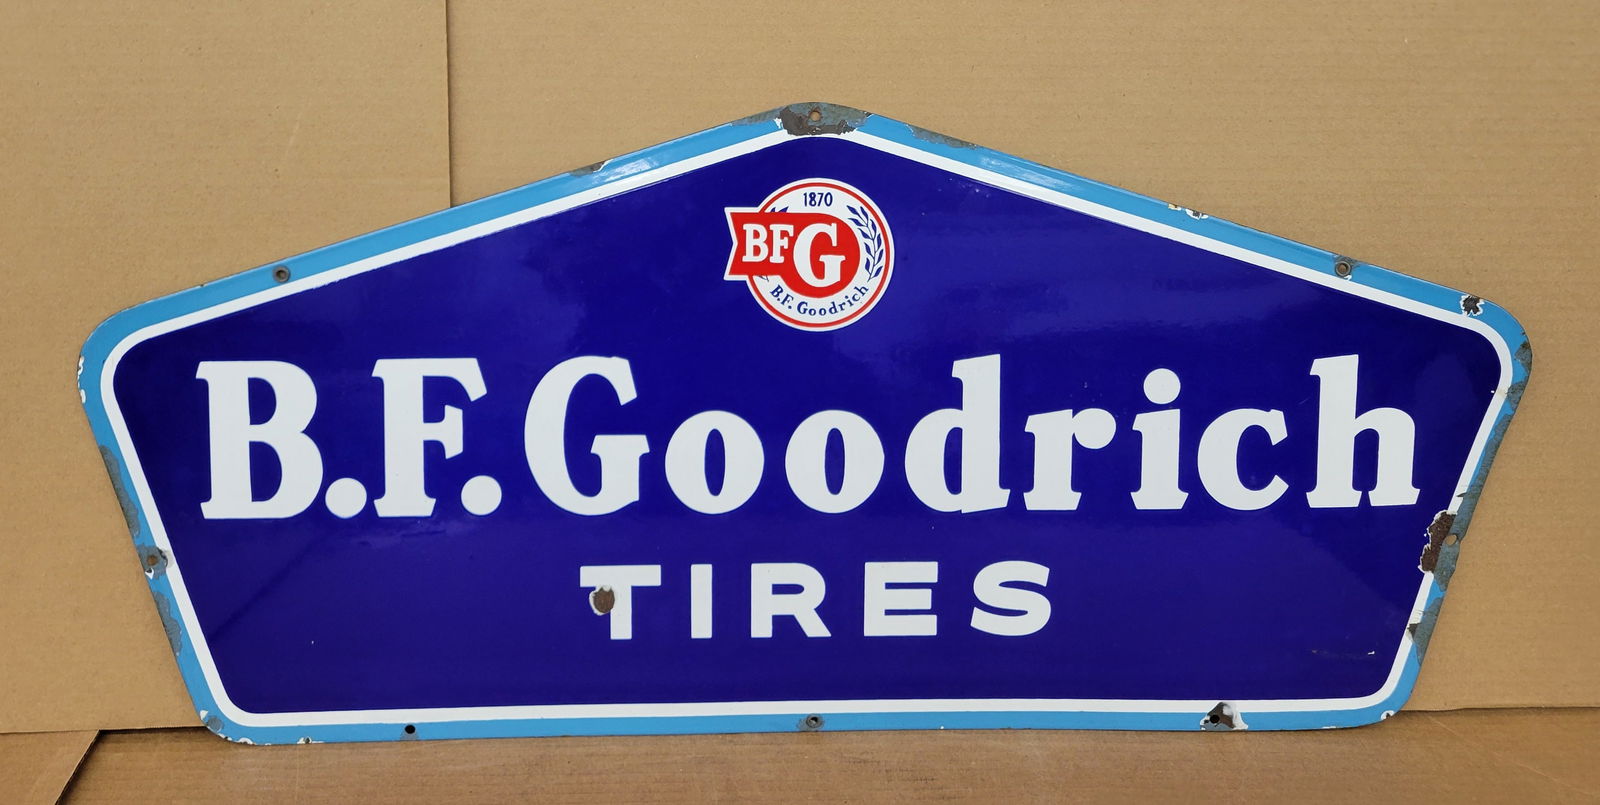 1870
BFG
B.F. Goodrich
B.F. Goodrich
TIRES